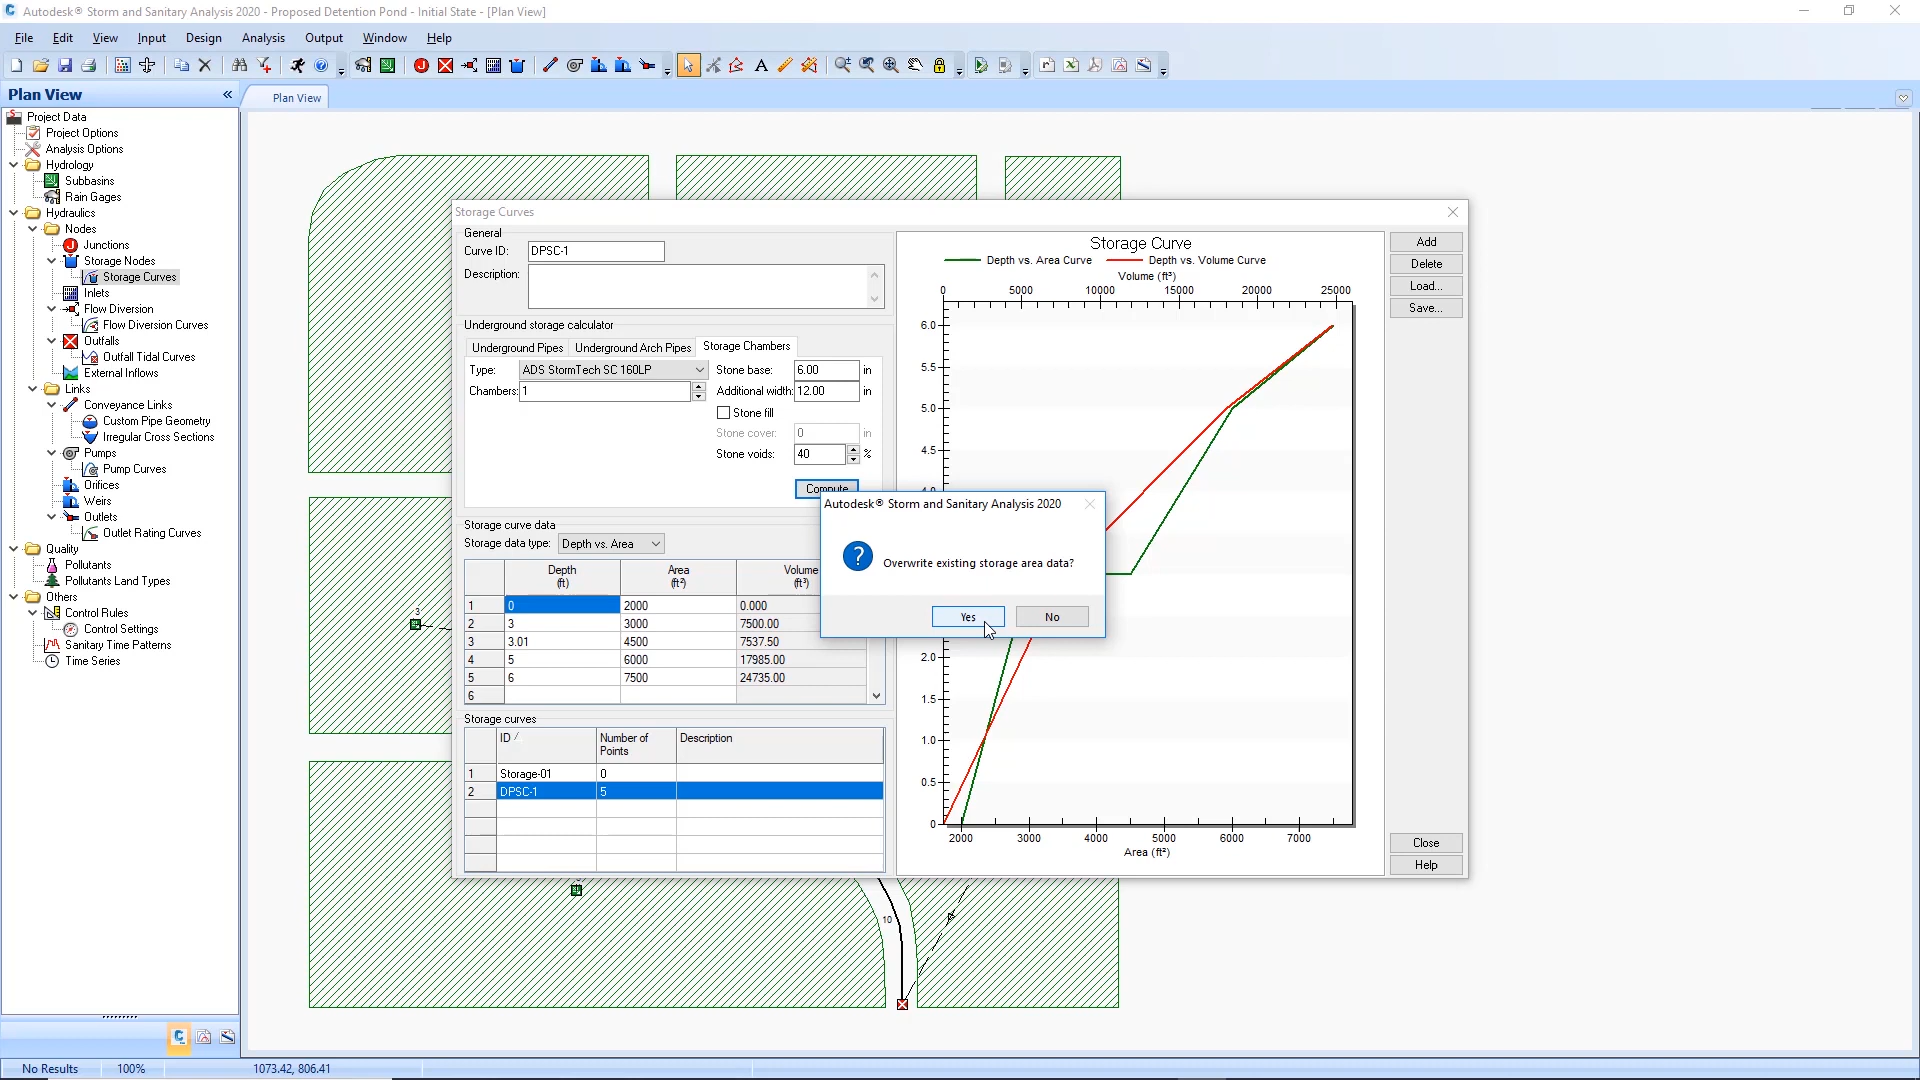 Autodesk® Storm and Sanitary Analysis 2020 - Proposed Detention Pond - Initial State - [Plan View]
File Edit View Input Design Analysis Output Window Help
Plan View
Plan View
Project Data
Project Options
Analysis Options
Hydrology
Subbasins
Rain Gages
Hydraulics
Nodes
Junctions
Storage Nodes
Storage Curves
Inlets
Flow Diversion
Flow Diversion Curves
Outfalls
Outfall Tidal Curves
External Inflows
Links
Conveyance Links
Custom Pipe Geometry
Irregular Cross Sections
Pumps
Pump Curves
Orifices
Weirs
Outlets
Outlet Rating Curves
Quality
Pollutants
Pollutants Land Types
Others
Control Rules
Control Settings
Sanitary Time Patterns
Time Series
3
10
Storage Curves
General
Curve ID: DPSC-1
Description:
Underground storage calculator
Underground Pipes Underground Arch Pipes Storage Chambers
Type: ADS StormTech SC 160LP Stone base: 6.00 in
Chambers: 1 Additional width: 12.00 in
Stone fill
Stone cover: 0 in
Stone voids: 40 %
Compute
Storage curve data
Storage data type: Depth vs. Area
Depth (ft) Area (ft²) Volume (ft³)
1 0 2000 0.000
2 3 3000 7500.00
3 3.01 4500 7537.50
4 5 6000 17985.00
5 6 7500 24735.00
6
Storage curves
ID Number of Points Description
1 Storage-01 0
2 DPSC-1 5
Storage Curve
Depth vs. Area Curve Depth vs. Volume Curve
Volume (ft³)
0 5000 10000 15000 20000 25000
6.0
5.5
5.0
4.5
4.0
2.0
1.5
1.0
0.5
0
2000 3000 4000 5000 6000 7000
Area (ft²)
Add
Delete
Load...
Save...
Close
Help
Autodesk® Storm and Sanitary Analysis 2020
Overwrite existing storage area data?
Yes No
No Results 100% 1073.42, 806.41